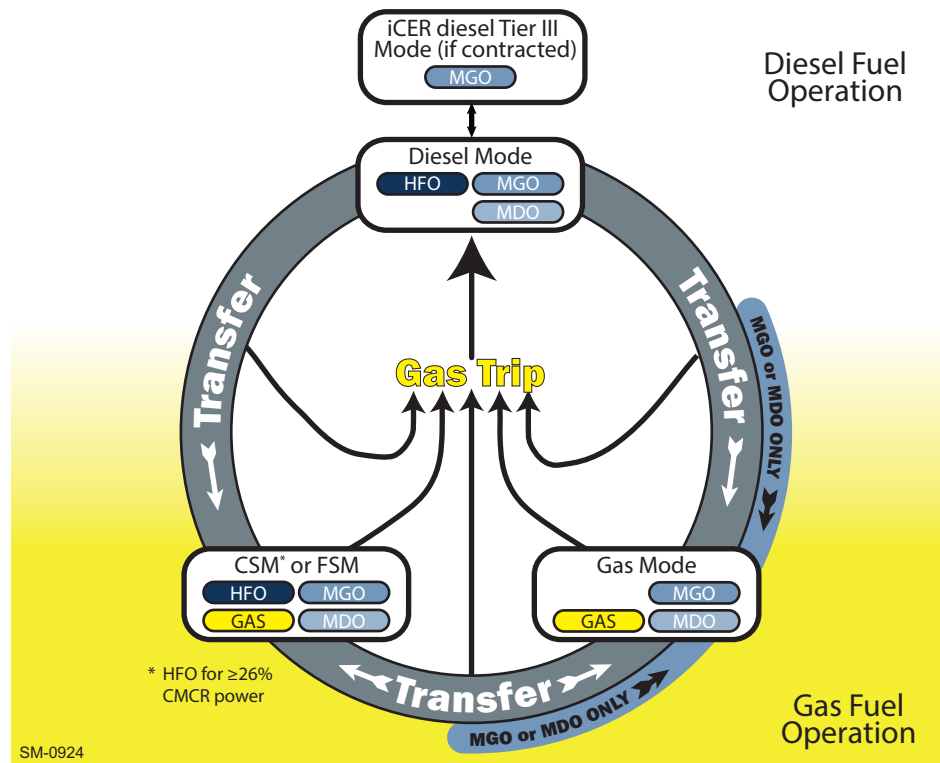 iCER diesel Tier III
Mode (if contracted)
MGO
Diesel Fuel
Operation
Diesel Mode
HFO
MGO
MDO
Transfer
Transfer
MGO or MDO ONLY
Gas Trip
CSM* or FSM
HFO
MGO
GAS
MDO
Gas Mode
MGO
GAS
MDO
* HFO for ≥26%
CMCR power
Transfer
MGO or MDO ONLY
Gas Fuel
Operation
SM-0924